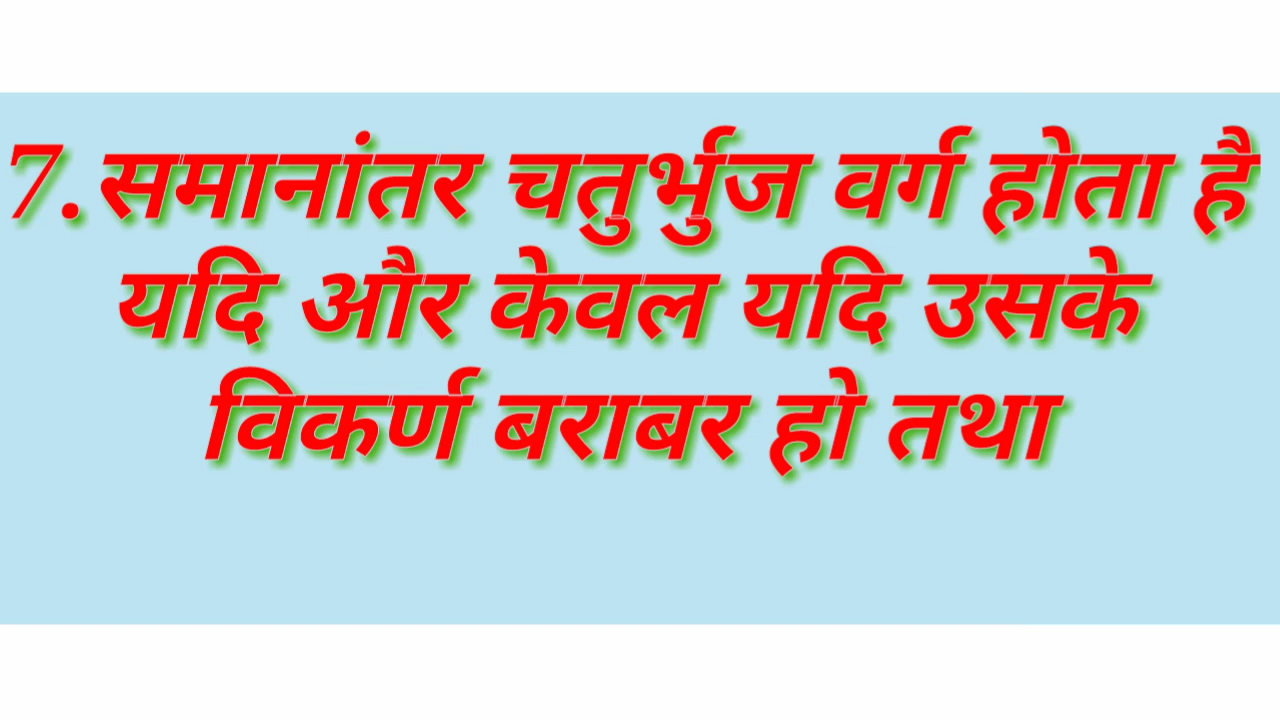 7.समानांतर चतुर्भुज वर्ग होता है
यदि और केवल यदि उसके
विकर्ण बराबर हो तथा